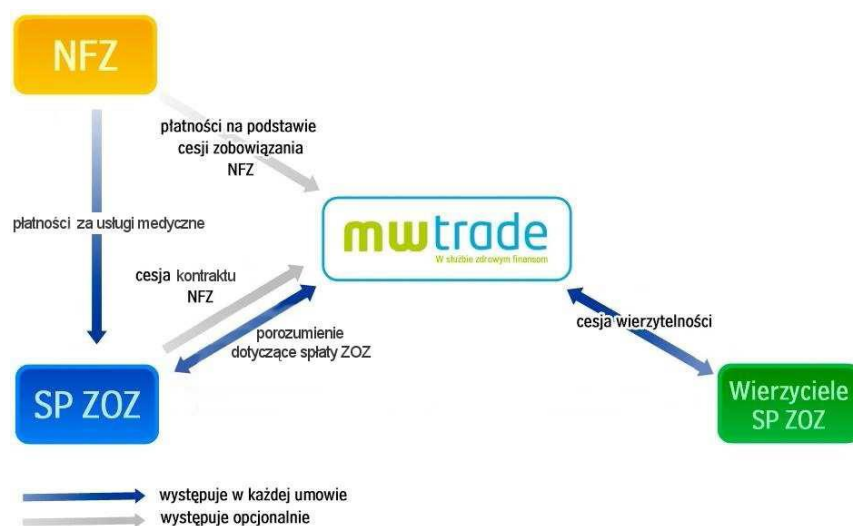 NFZ
płatności na podstawie
cesji zobowiązania
NFZ
płatności za usługi medyczne
mwtrade
W służbie zdrowym finansom
cesja kontraktu
NFZ
porozumienie
dotyczące spłaty ZOZ
cesja wierzytelności
SP ZOZ
Wierzyciele
SP ZOZ
występuje w każdej umowie
występuje opcjonalnie